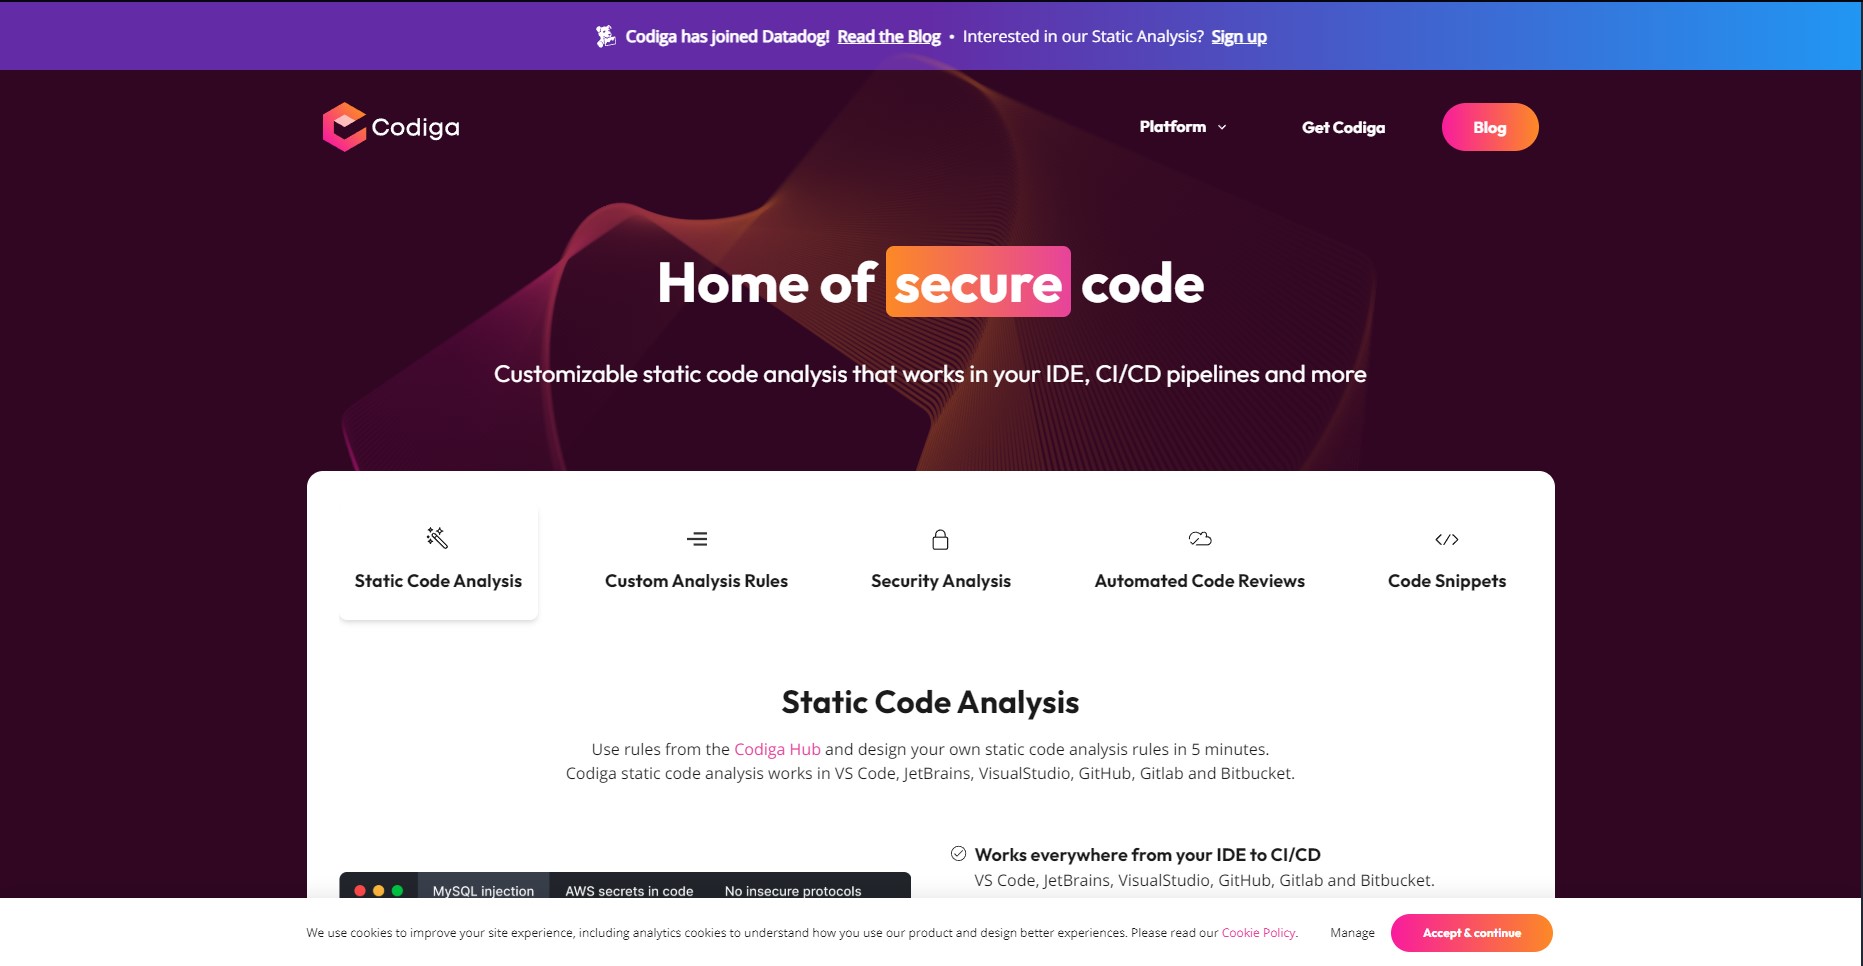 Codiga has joined Datadog! Read the Blog • Interested in our Static Analysis? Sign up
Codiga
Platform
Get Codiga
Blog
Home of secure code
Customizable static code analysis that works in your IDE, CI/CD pipelines and more
Static Code Analysis
Custom Analysis Rules
Security Analysis
Automated Code Reviews
Code Snippets
Static Code Analysis
Use rules from the Codiga Hub and design your own static code analysis rules in 5 minutes.
Codiga static code analysis works in VS Code, JetBrains, VisualStudio, GitHub, Gitlab and Bitbucket.
Works everywhere from your IDE to CI/CD
VS Code, JetBrains, VisualStudio, GitHub, Gitlab and Bitbucket.
MySQL injection
AWS secrets in code
No insecure protocols
We use cookies to improve your site experience, including analytics cookies to understand how you use our product and design better experiences. Please read our Cookie Policy.
Manage
Accept & continue